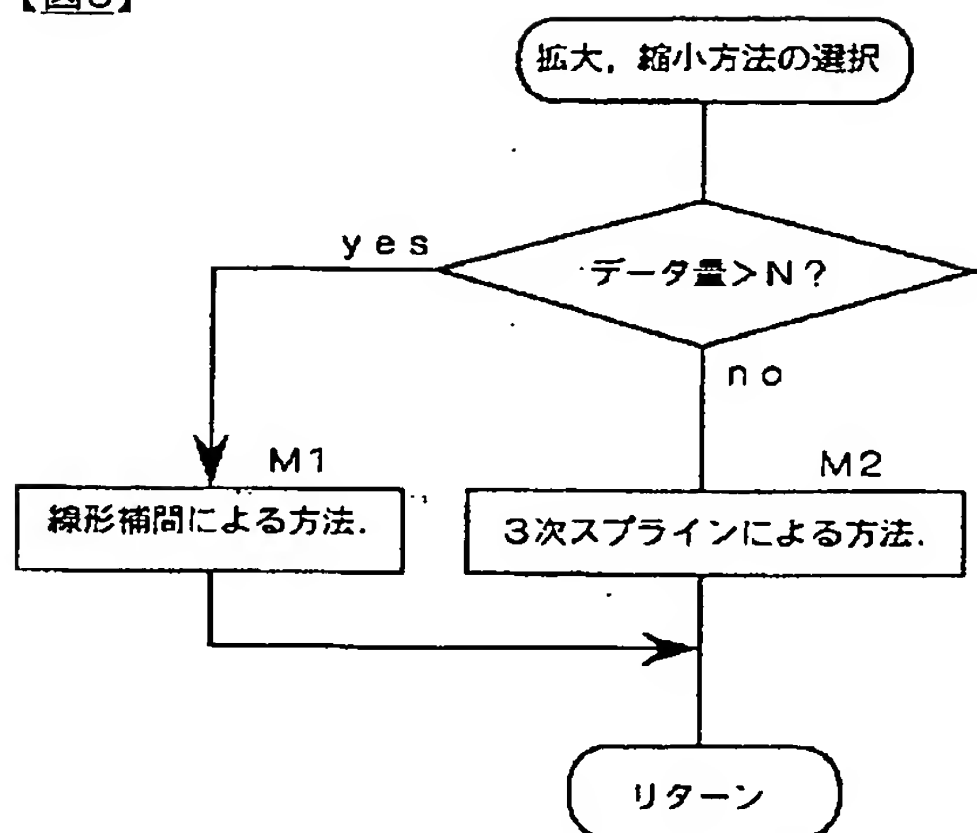 拡大，縮小方法の選択
yes
データ量＞N？
no
M1
M2
線形補間による方法．
3次スプラインによる方法．
リターン